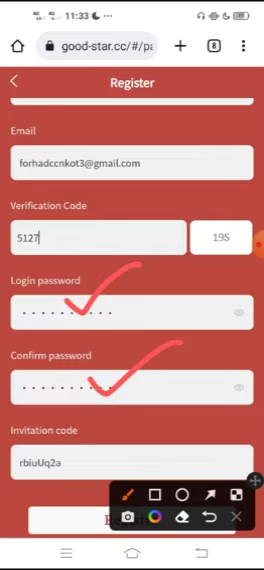 11:33
good-star.cc/#/pa
8
Register
Email
forhadccnkot3@gmail.com
Verification Code
5127
19S
Login password
Confirm password
Invitation code
rbiuUq2a